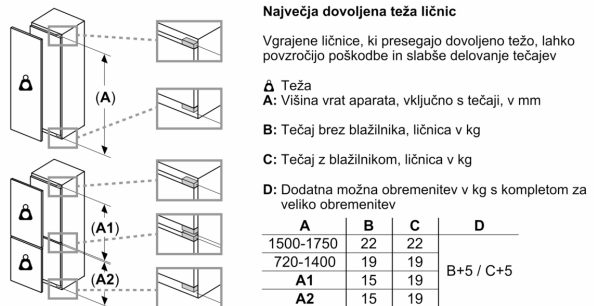 Največja dovoljena teža ličnic
Vgrajene ličnice, ki presegajo dovoljeno težo, lahko
povzročijo poškodbe in slabše delovanje tečajev
Teža
A: Višina vrat aparata, vključno s tečaji, v mm
B: Tečaj brez blažilnika, ličnica v kg
C: Tečaj z blažilnikom, ličnica v kg
D: Dodatna možna obremenitev v kg s kompletom za
veliko obremenitev
A B C D
1500-1750 22 22
720-1400 19 19
B+5 / C+5
A1 15 19
A2 15 19
(A)
(A1)
(A2)